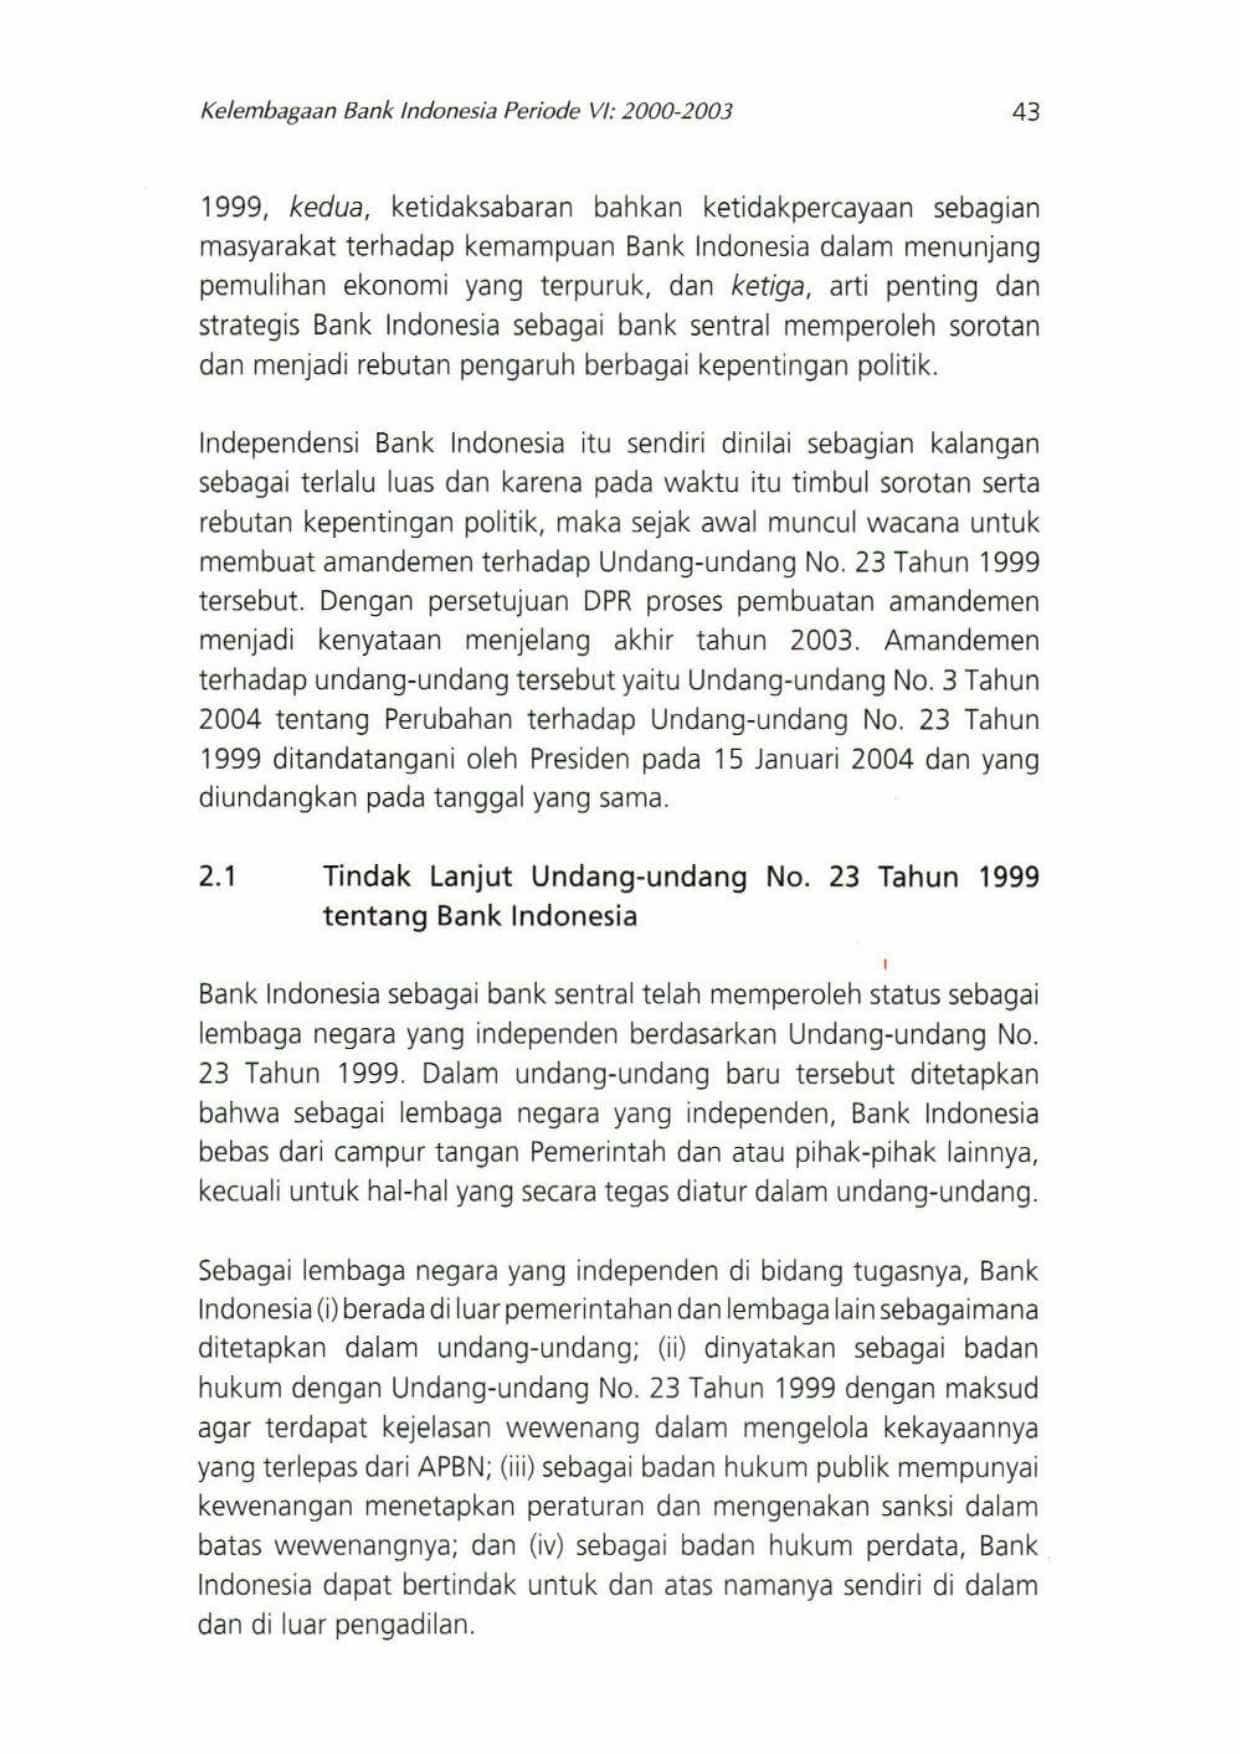 Kelembagaan Bank Indonesia Periode VI: 2000-2003 43
1999, kedua, ketidaksabaran bahkan ketidakpercayaan sebagian
masyarakat terhadap kemampuan Bank Indonesia dalam menunjang
pemulihan ekonomi yang terpuruk, dan ketiga, arti penting dan
strategis Bank Indonesia sebagai bank sentral memperoleh sorotan
dan menjadi rebutan pengaruh berbagai kepentingan politik.
Independensi Bank Indonesia itu sendiri dinilai sebagian kalangan
sebagai terlalu luas dan karena pada waktu itu timbul sorotan serta
rebutan kepentingan politik, maka sejak awal muncul wacana untuk
membuat amandemen terhadap Undang-undang No. 23 Tahun 1999
tersebut. Dengan persetujuan DPR proses pembuatan amandemen
menjadi kenyataan menjelang akhir tahun 2003. Amandemen
terhadap undang-undang tersebut yaitu Undang-undang No. 3 Tahun
2004 tentang Perubahan terhadap Undang-undang No. 23 Tahun
1999 ditandatangani oleh Presiden pada 15 Januari 2004 dan yang
diundangkan pada tanggal yang sama.
2.1 Tindak Lanjut Undang-undang No. 23 Tahun 1999
tentang Bank Indonesia
Bank Indonesia sebagai bank sentral telah memperoleh status sebagai
lembaga negara yang independen berdasarkan Undang-undang No.
23 Tahun 1999. Dalam undang-undang baru tersebut ditetapkan
bahwa sebagai lembaga negara yang independen, Bank Indonesia
bebas dari campur tangan Pemerintah dan atau pihak-pihak lainnya,
kecuali untuk hal-hal yang secara tegas diatur dalam undang-undang.
Sebagai lembaga negara yang independen di bidang tugasnya, Bank
Indonesia (i) berada di luar pemerintahan dan lembaga lain sebagaimana
ditetapkan dalam undang-undang; (ii) dinyatakan sebagai badan
hukum dengan Undang-undang No. 23 Tahun 1999 dengan maksud
agar terdapat kejelasan wewenang dalam mengelola kekayaannya
yang terlepas dari APBN; (iii) sebagai badan hukum publik mempunyai
kewenangan menetapkan peraturan dan mengenakan sanksi dalam
batas wewenangnya; dan (iv) sebagai badan hukum perdata, Bank
Indonesia dapat bertindak untuk dan atas namanya sendiri di dalam
dan di luar pengadilan.